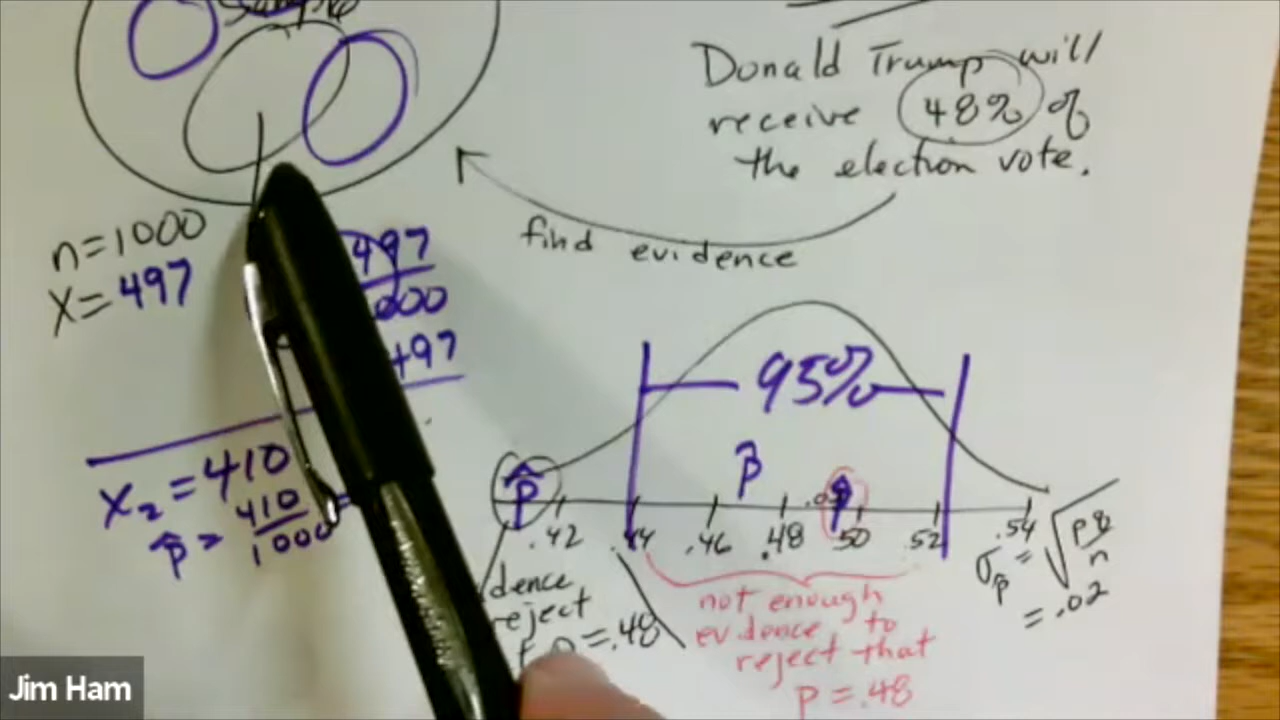 Sample
Donald Trump will
receive 48% of
the election vote.
find evidence
n=1000
x=497
497
497
x₂ = 410
p̂ = 410
1000
95%
p̂
p̂
p̂
.42 .46 .48 .50 .52 .54
σp̂ = √pq
n
= .02
dence
reject
=.48
not enough
evidence to
reject that
p = .48
Jim Ham